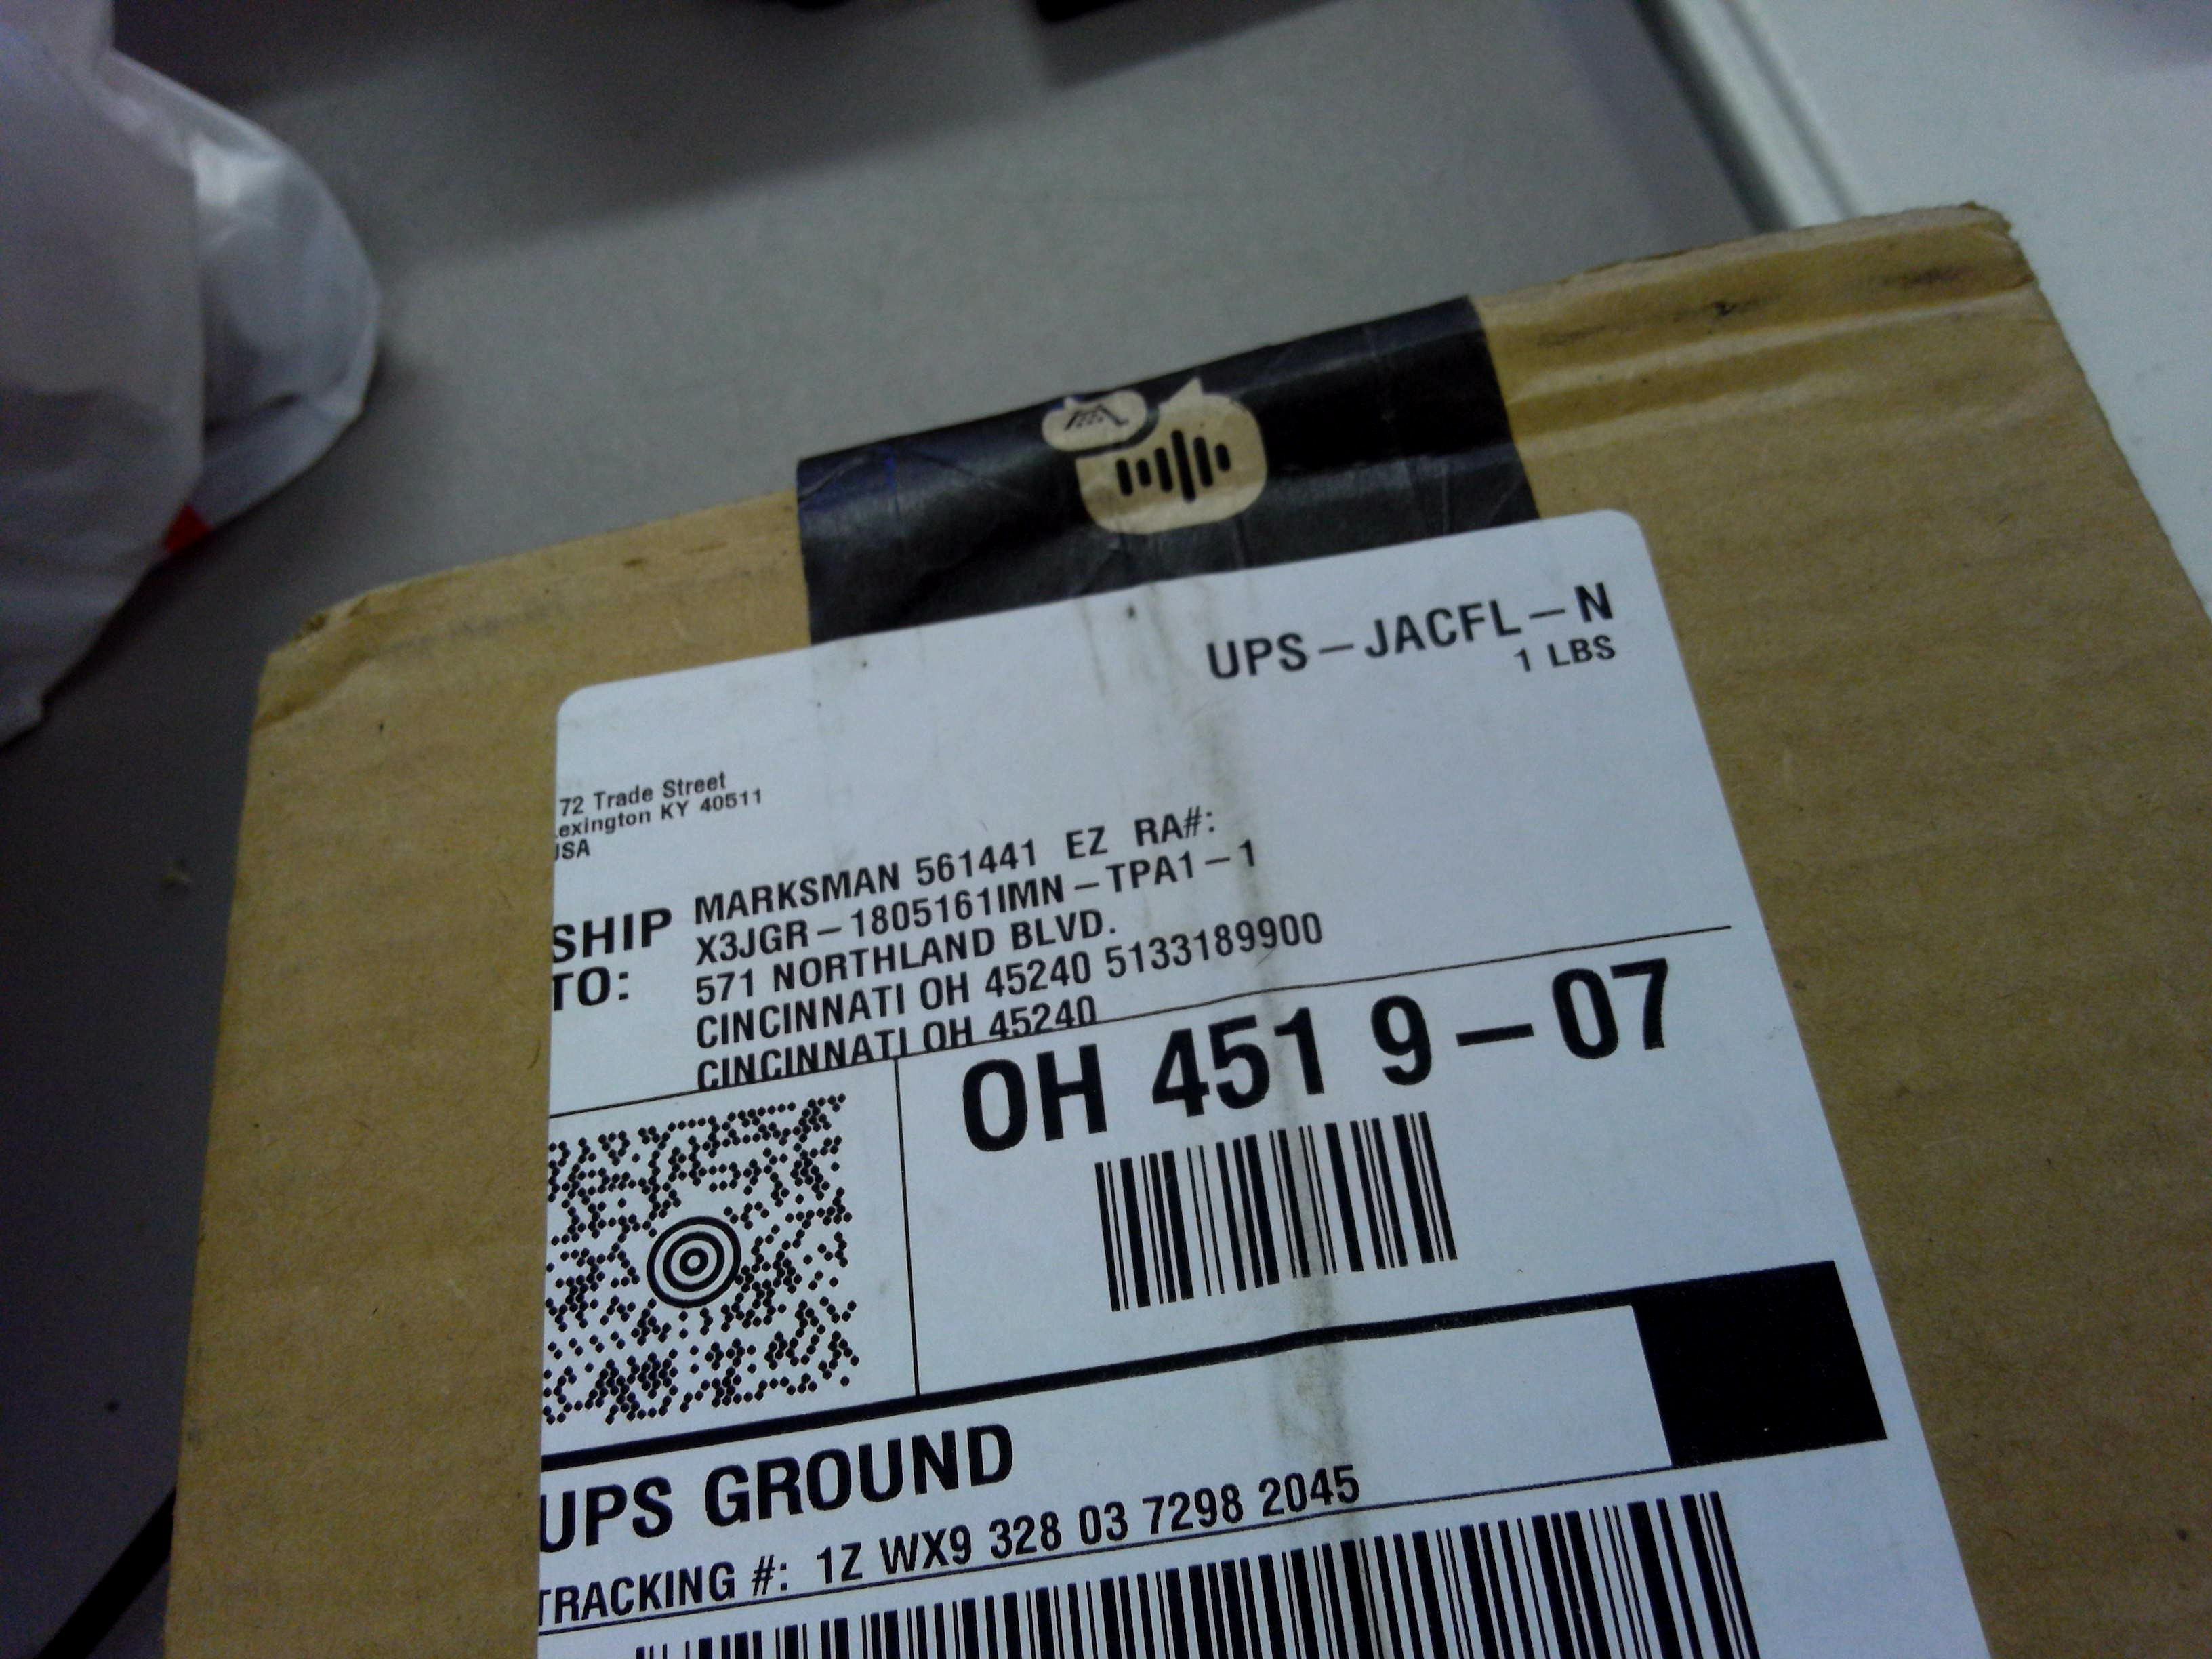 UPS-JACFL-N
1 LBS
72 Trade Street
exington KY 40511
USA
SHIP TO:
MARKSMAN 561441 EZ RA#:
X3JGR-1805161IMN-TPA1-1
571 NORTHLAND BLVD.
CINCINNATI OH 45240 5133189900
CINCINNATI OH 45240
OH 451 9-07
UPS GROUND
TRACKING #: 1Z WX9 328 03 7298 2045